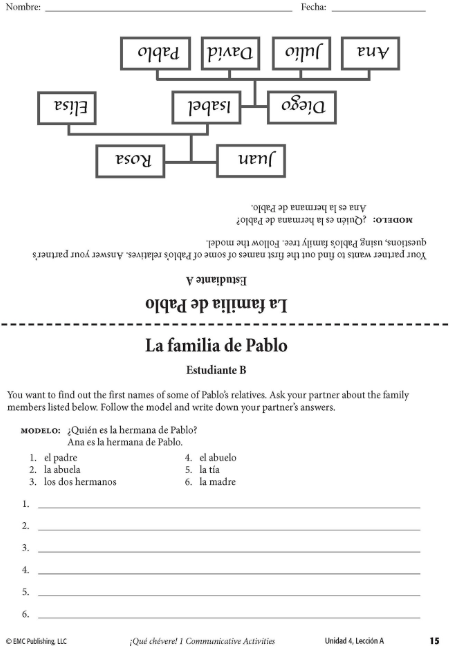 Nombre: Fecha:
La familia de Pablo
Estudiante A
Your partner wants to find out the first names of some of Pablo's relatives. Answer your partner's
questions, using Pablo's family tree. Follow the model.
MODELO: ¿Quién es la hermana de Pablo?
Ana es la hermana de Pablo.
Juan Rosa
Diego Isabel Elisa
Ana Julio David Pablo
La familia de Pablo
Estudiante B
You want to find out the first names of some of Pablo's relatives. Ask your partner about the family
members listed below. Follow the model and write down your partner's answers.
MODELO: ¿Quién es la hermana de Pablo?
Ana es la hermana de Pablo.
1. el padre 4. el abuelo
2. la abuela 5. la tía
3. los dos hermanos 6. la madre
1.
2.
3.
4.
5.
6.
© EMC Publishing, LLC ¡Qué chévere! 1 Communicative Activities Unidad 4, Lección A 15